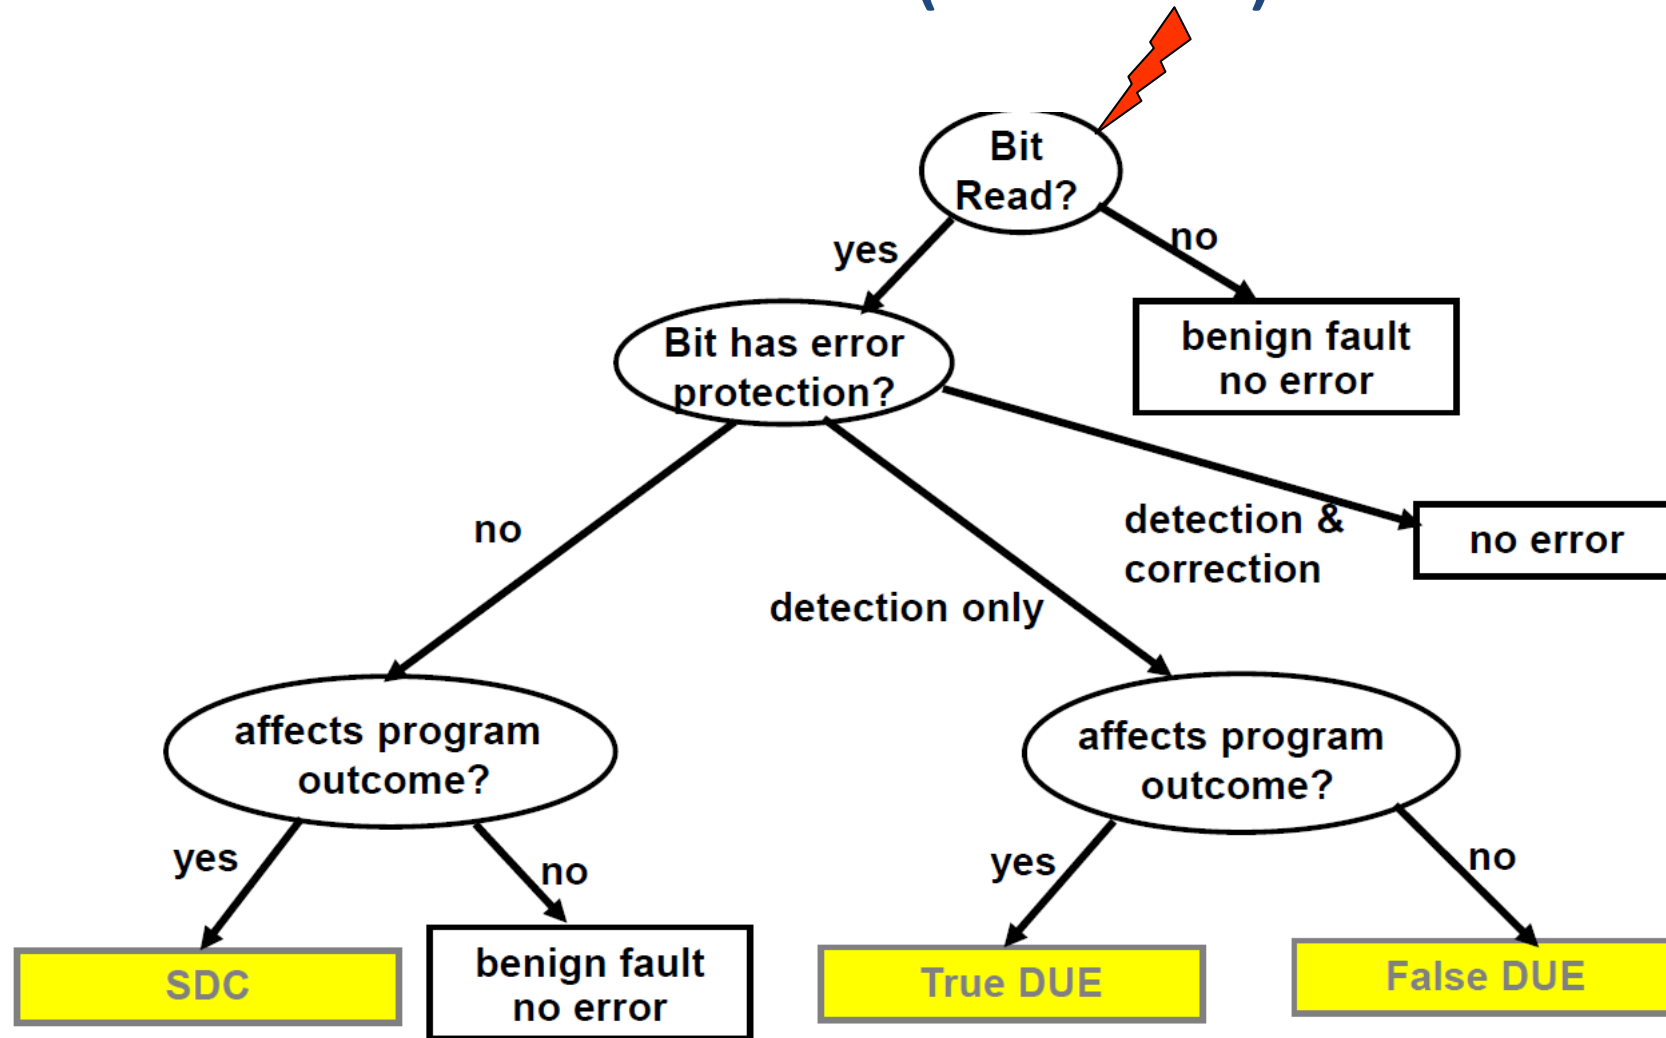 Bit
Read?
yes
no
Bit has error
protection?
benign fault
no error
no
detection only
detection &
correction
no error
affects program
outcome?
affects program
outcome?
yes
no
yes
no
SDC
benign fault
no error
True DUE
False DUE